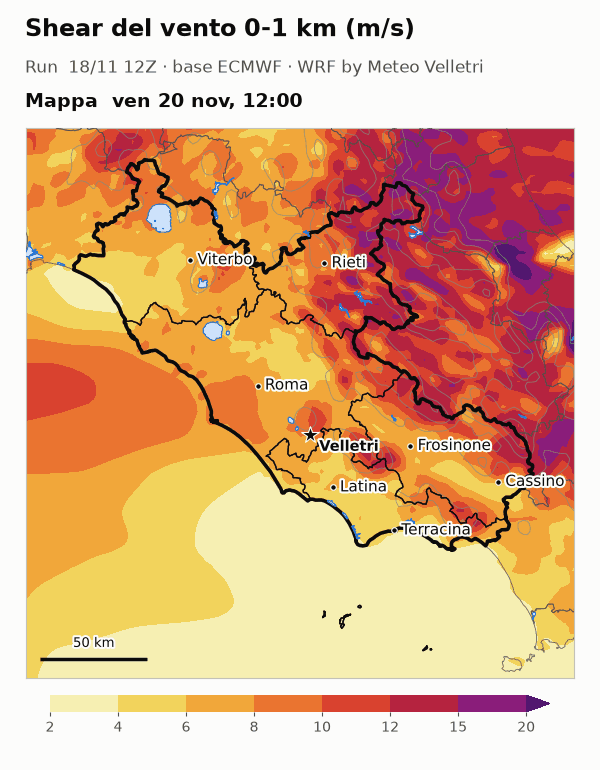 Shear del vento 0-1 km (m/s)
Run  18/11 12Z · base ECMWF · WRF by Meteo Velletri
Mappa  ven 20 nov, 12:00
Viterbo
Rieti
Roma
Velletri
Frosinone
Cassino
Latina
Terracina
50 km
2 4 6 8 10 12 15 20